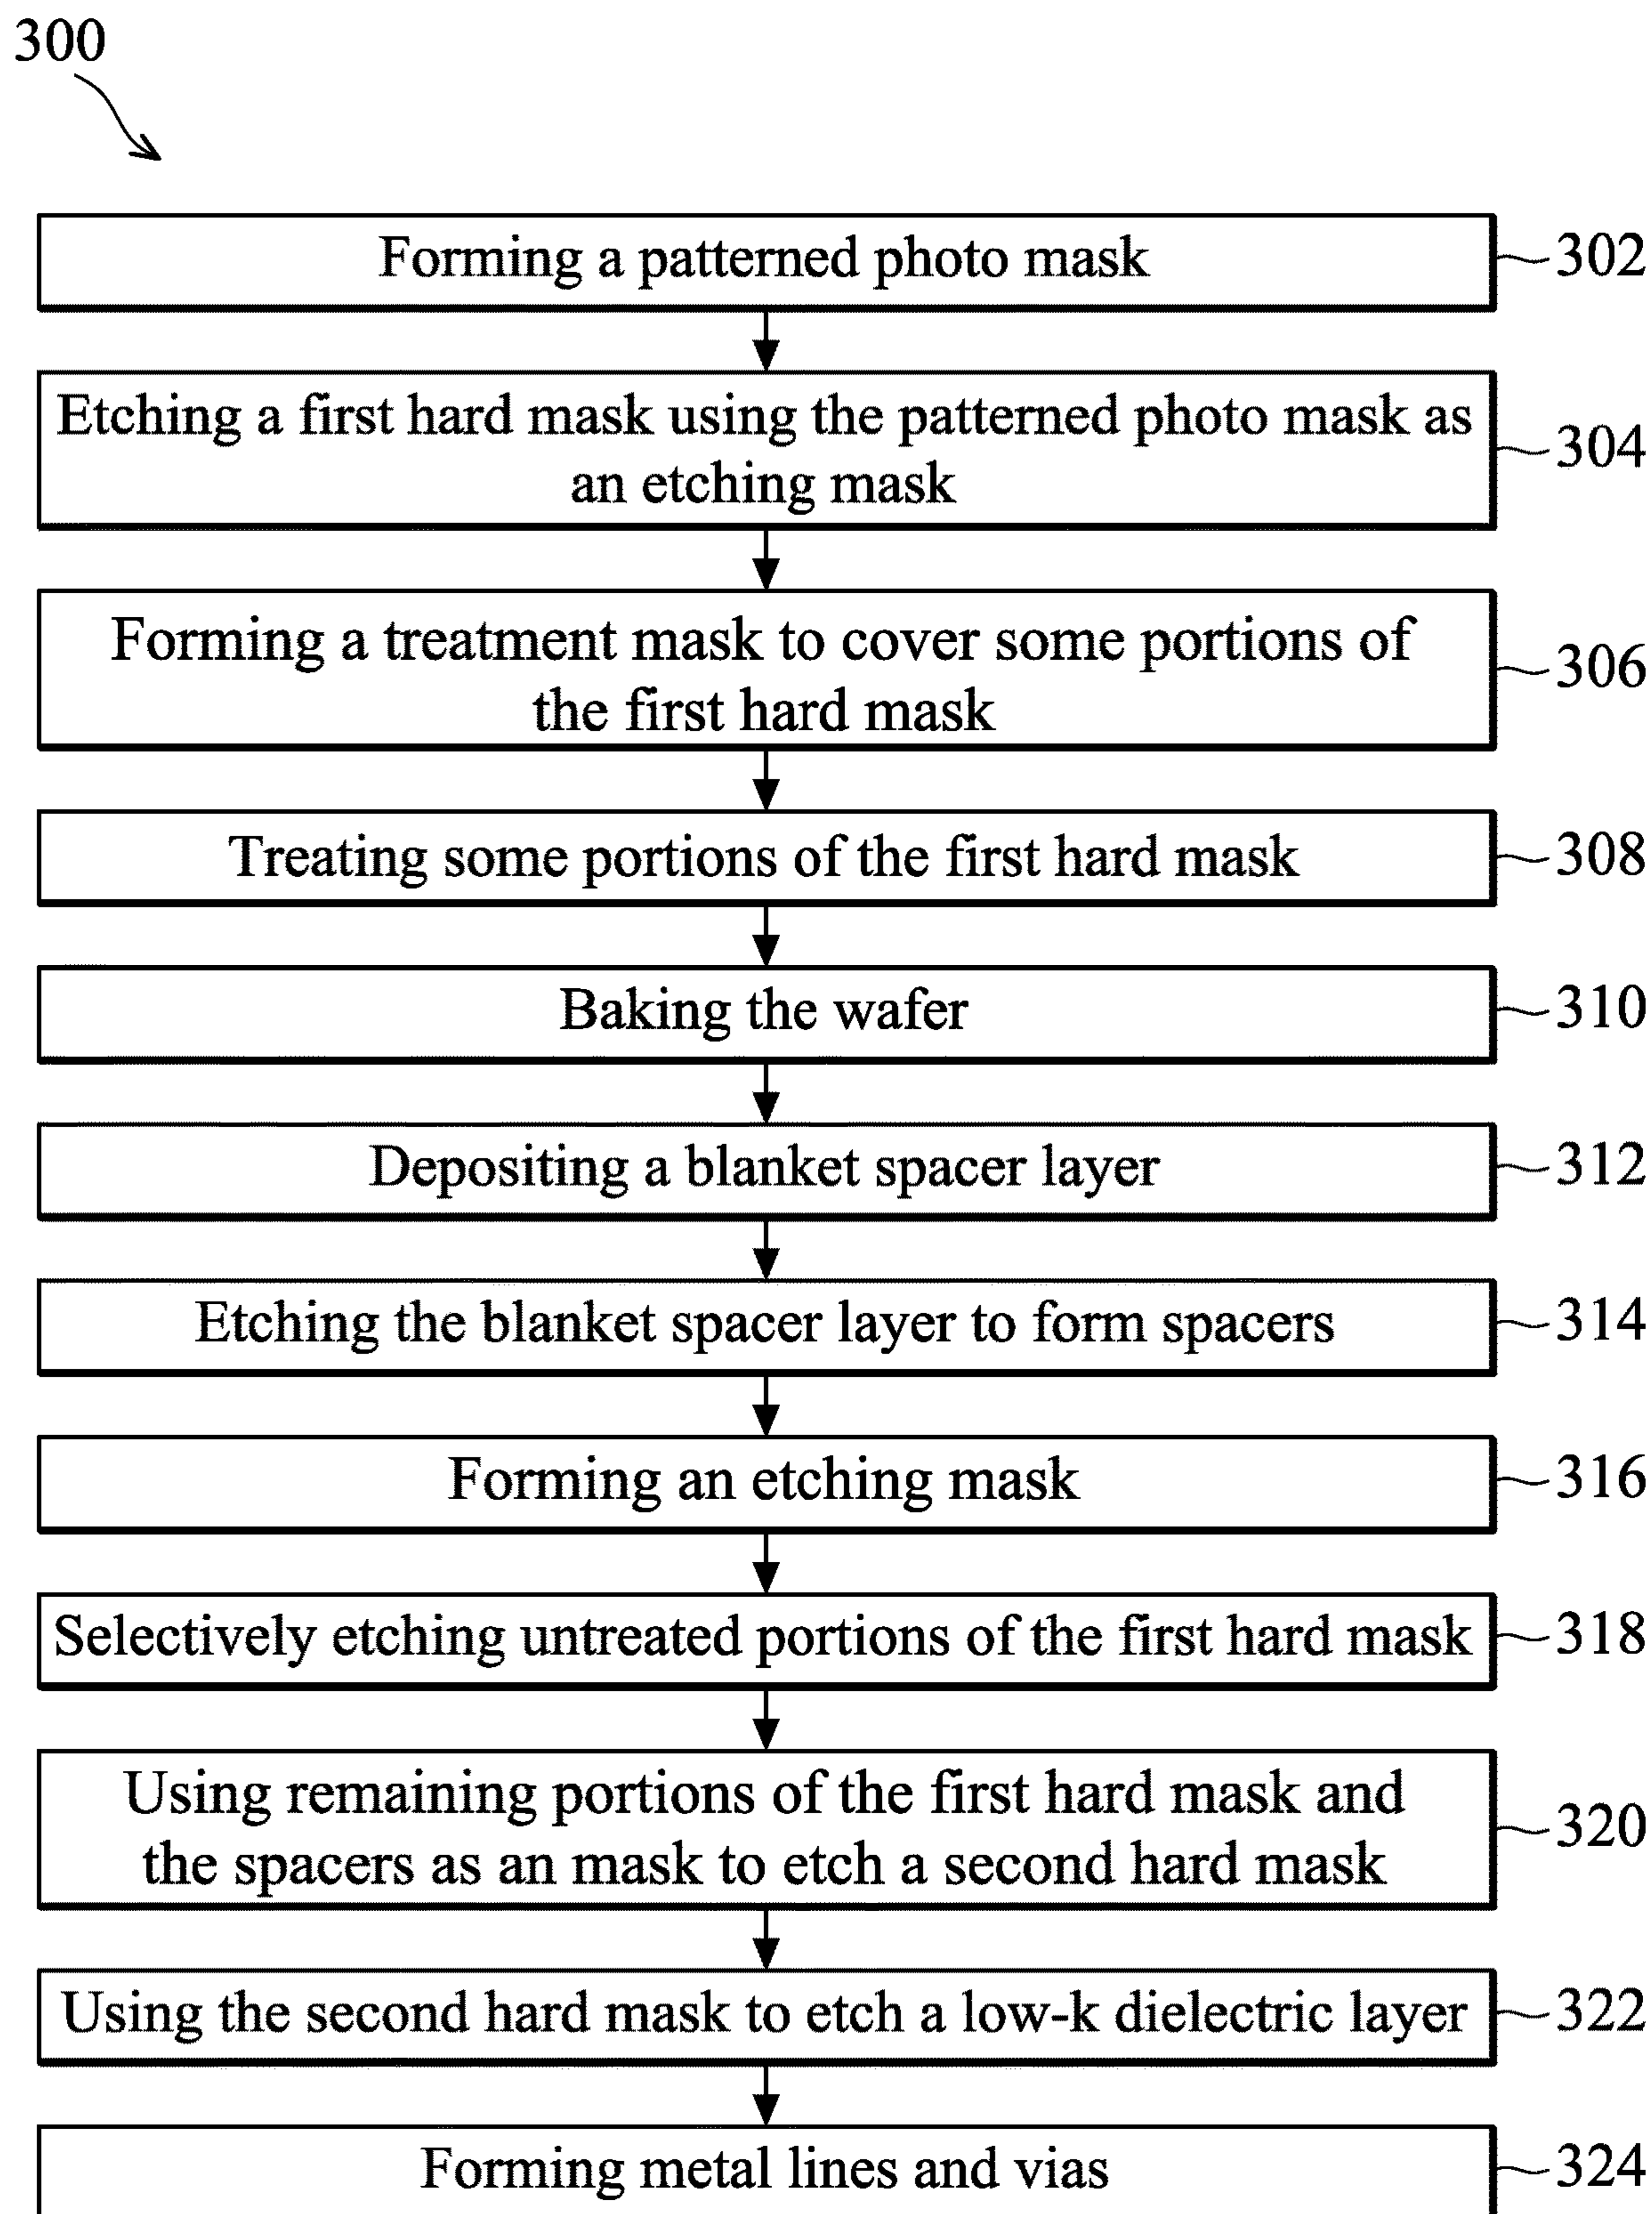 300
Forming a patterned photo mask
302
Etching a first hard mask using the patterned photo mask as
an etching mask
304
Forming a treatment mask to cover some portions of
the first hard mask
306
Treating some portions of the first hard mask
308
Baking the wafer
310
Depositing a blanket spacer layer
312
Etching the blanket spacer layer to form spacers
314
Forming an etching mask
316
Selectively etching untreated portions of the first hard mask
318
Using remaining portions of the first hard mask and
the spacers as an mask to etch a second hard mask
320
Using the second hard mask to etch a low-k dielectric layer
322
Forming metal lines and vias
324